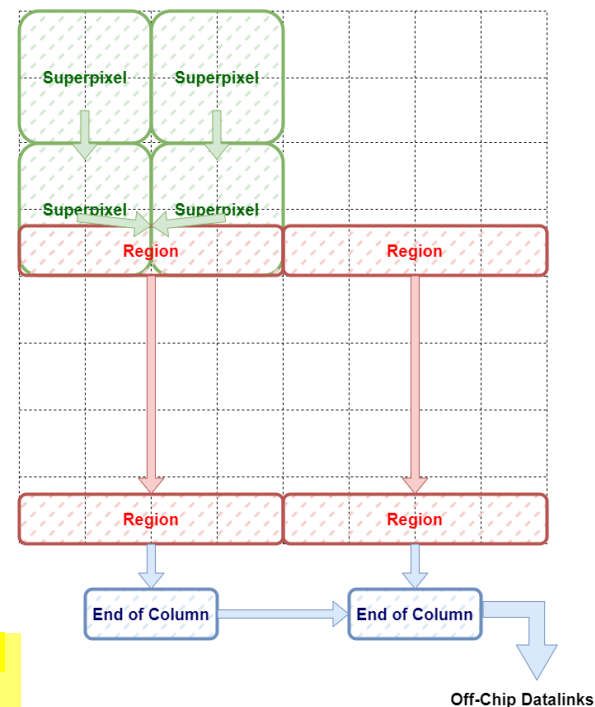 Superpixel Superpixel
Superpixel Superpixel
Region Region
Region Region
End of Column End of Column
Off-Chip Datalinks